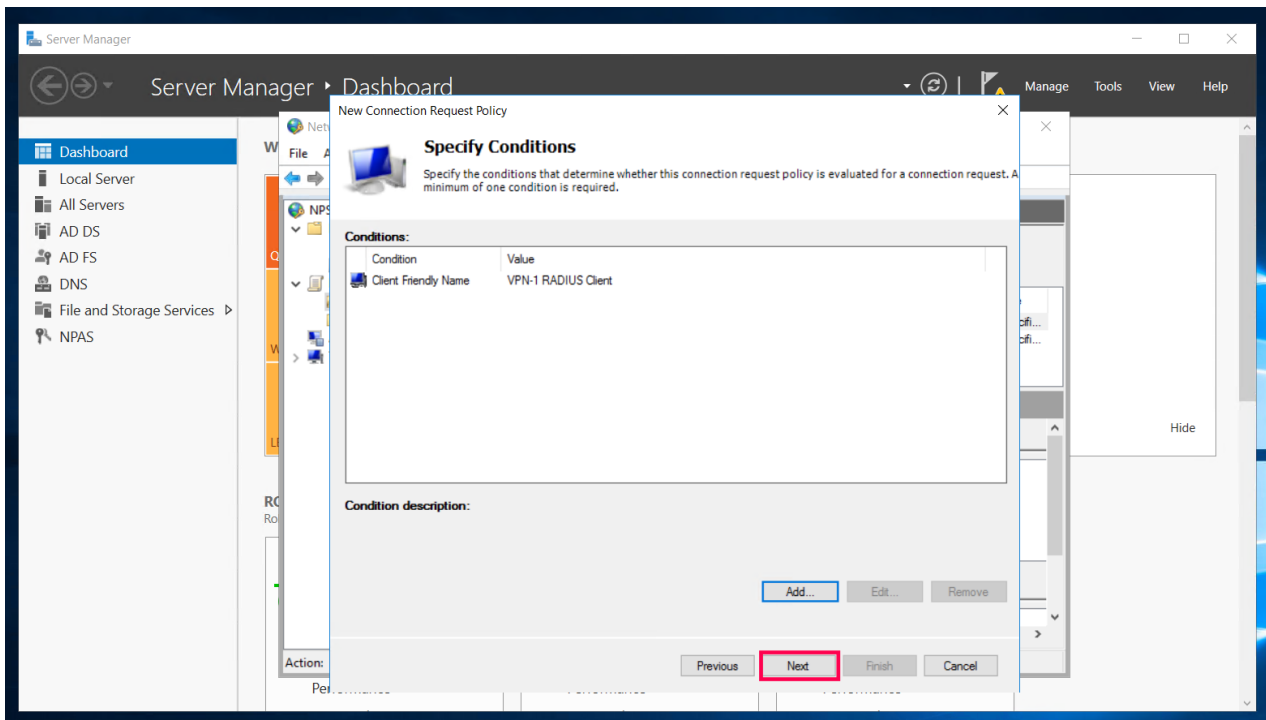 Server Manager
Server Manager Dashboard
Manage Tools View Help
New Connection Request Policy
Specify Conditions
Specify the conditions that determine whether this connection request policy is evaluated for a connection request. A
minimum of one condition is required.
Dashboard
Local Server
All Servers
AD DS
AD FS
DNS
File and Storage Services
NPAS
File
NPS
Conditions:
Condition Value
Client Friendly Name VPN-1 RADIUS Client
Condition description:
Add... Edit... Remove
Previous Next Finish Cancel
Action:
Hide